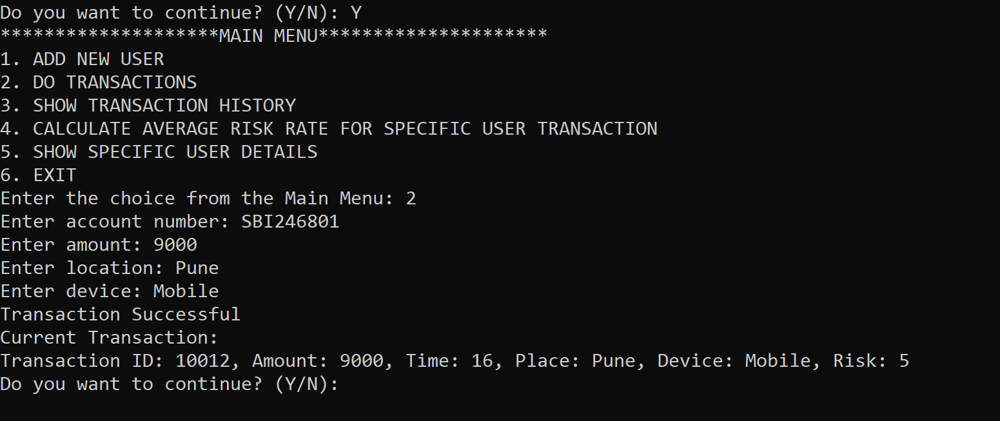 Do you want to continue? (Y/N): Y
********************MAIN MENU*********************
1. ADD NEW USER
2. DO TRANSACTIONS
3. SHOW TRANSACTION HISTORY
4. CALCULATE AVERAGE RISK RATE FOR SPECIFIC USER TRANSACTION
5. SHOW SPECIFIC USER DETAILS
6. EXIT
Enter the choice from the Main Menu: 2
Enter account number: SBI246801
Enter amount: 9000
Enter location: Pune
Enter device: Mobile
Transaction Successful
Current Transaction:
Transaction ID: 10012, Amount: 9000, Time: 16, Place: Pune, Device: Mobile, Risk: 5
Do you want to continue? (Y/N):